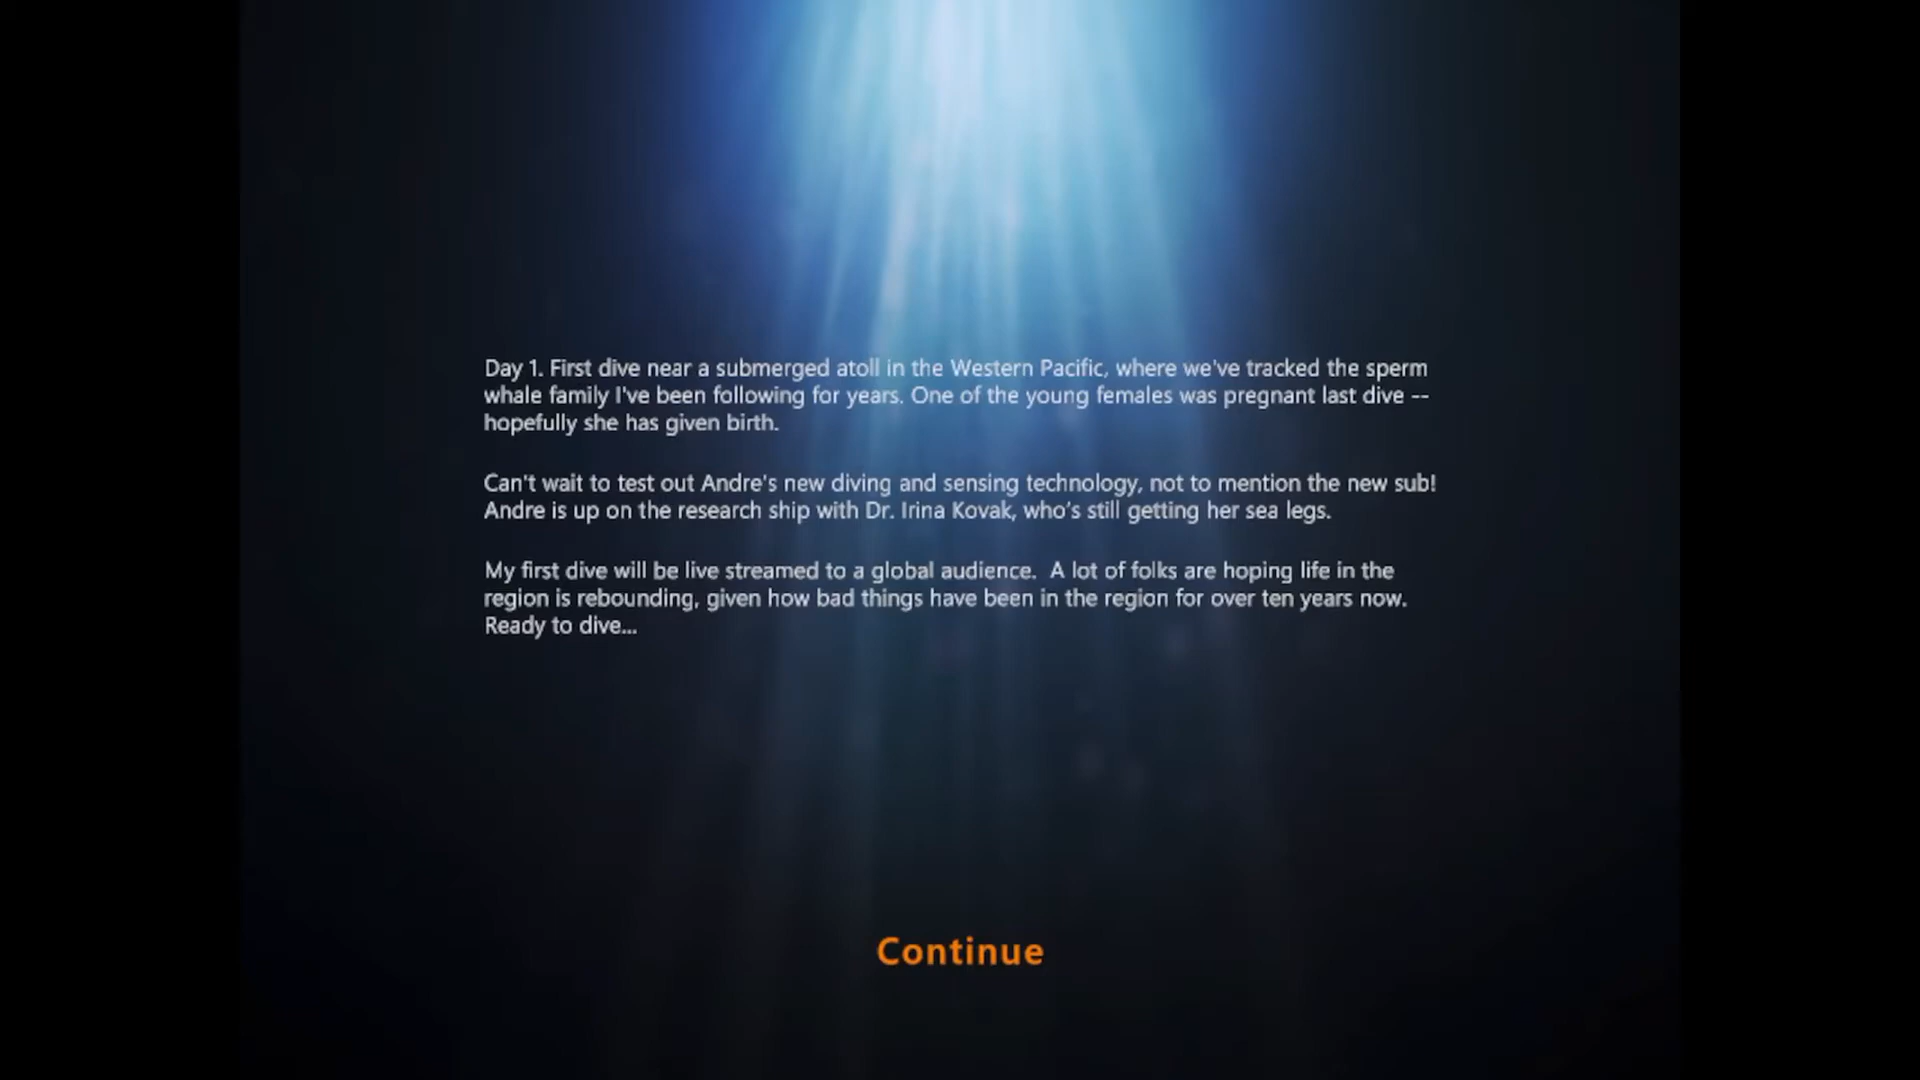 Day 1. First dive near a submerged atoll in the Western Pacific, where we've tracked the sperm
whale family I've been following for years. One of the young females was pregnant last dive --
hopefully she has given birth.
Can't wait to test out Andre's new diving and sensing technology, not to mention the new sub!
Andre is up on the research ship with Dr. Irina Kovak, who’s still getting her sea legs.
My first dive will be live streamed to a global audience.  A lot of folks are hoping life in the
region is rebounding, given how bad things have been in the region for over ten years now.
Ready to dive...
Continue